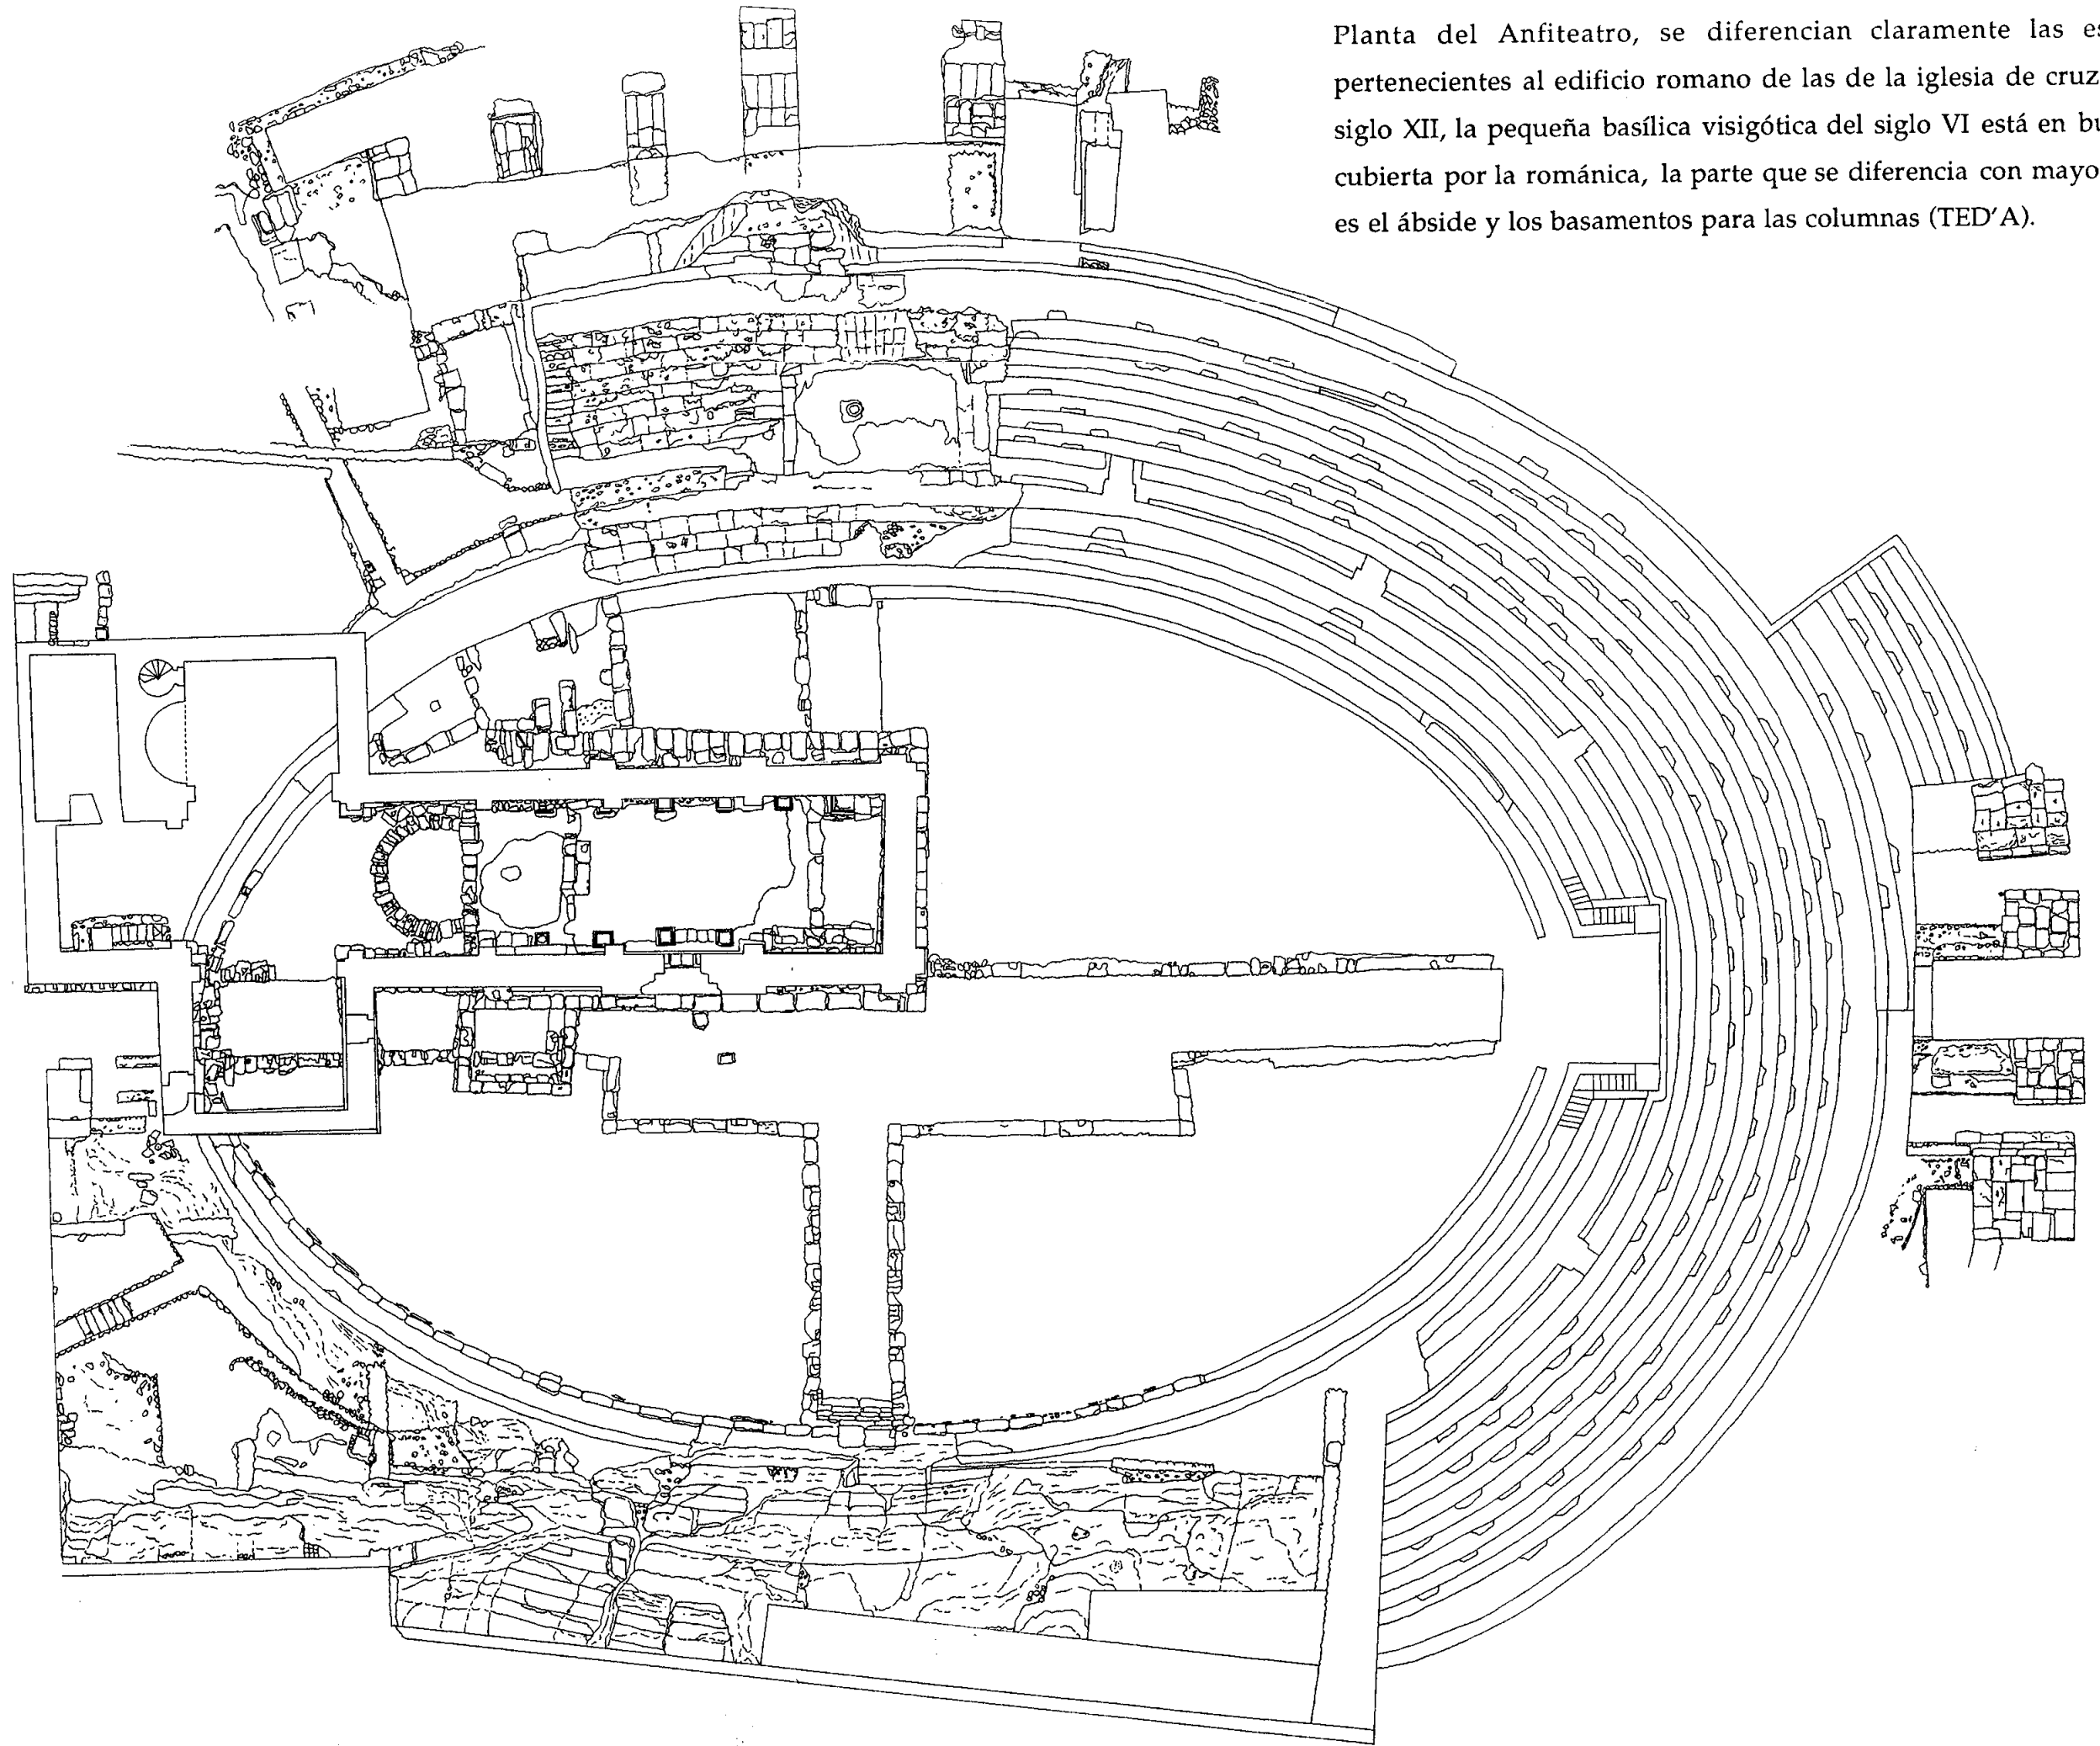 Planta del Anfiteatro, se diferencian claramente las
pertenecientes al edificio romano de las de la iglesia de cruz
siglo XII, la pequeña basílica visigótica del siglo VI está en
cubierta por la románica, la parte que se diferencia con
es el ábside y los basamentos para las columnas (TED'A).